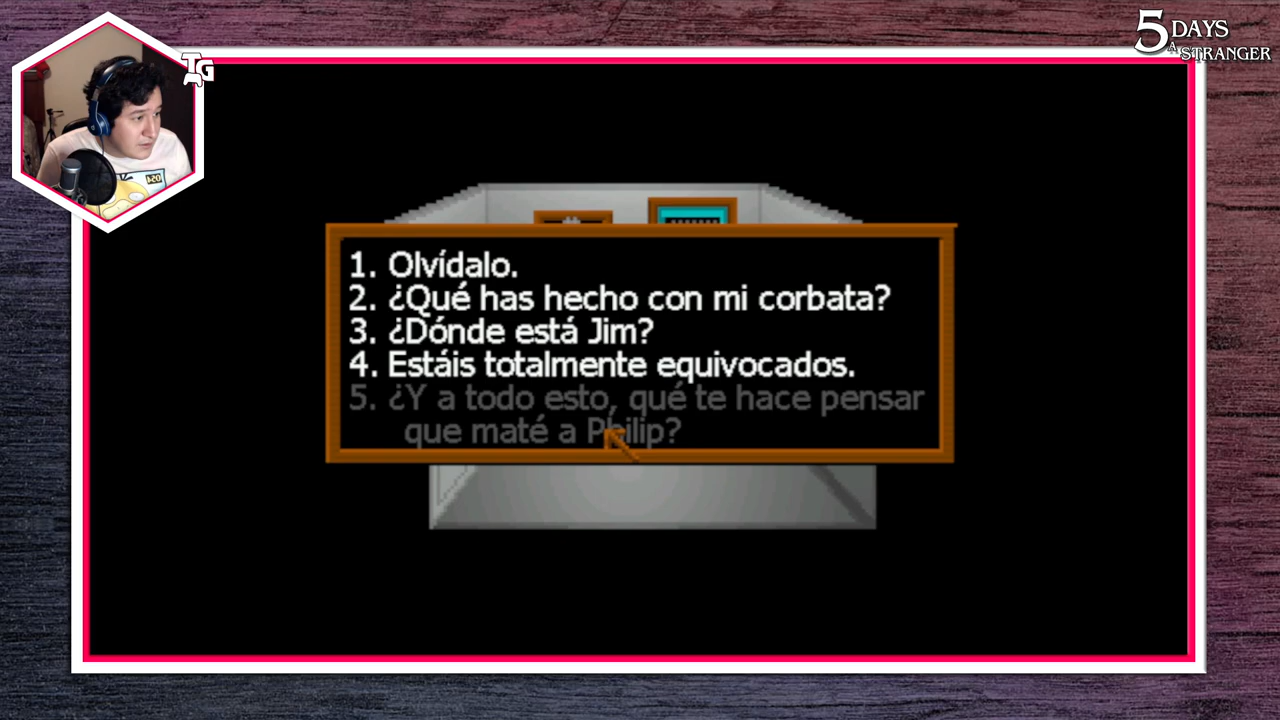 5 DAYS
A STRANGER
TG
1. Olvídalo.
2. ¿Qué has hecho con mi corbata?
3. ¿Dónde está Jim?
4. Estáis totalmente equivocados.
5. ¿Y a todo esto, qué te hace pensar
que maté a Philip?